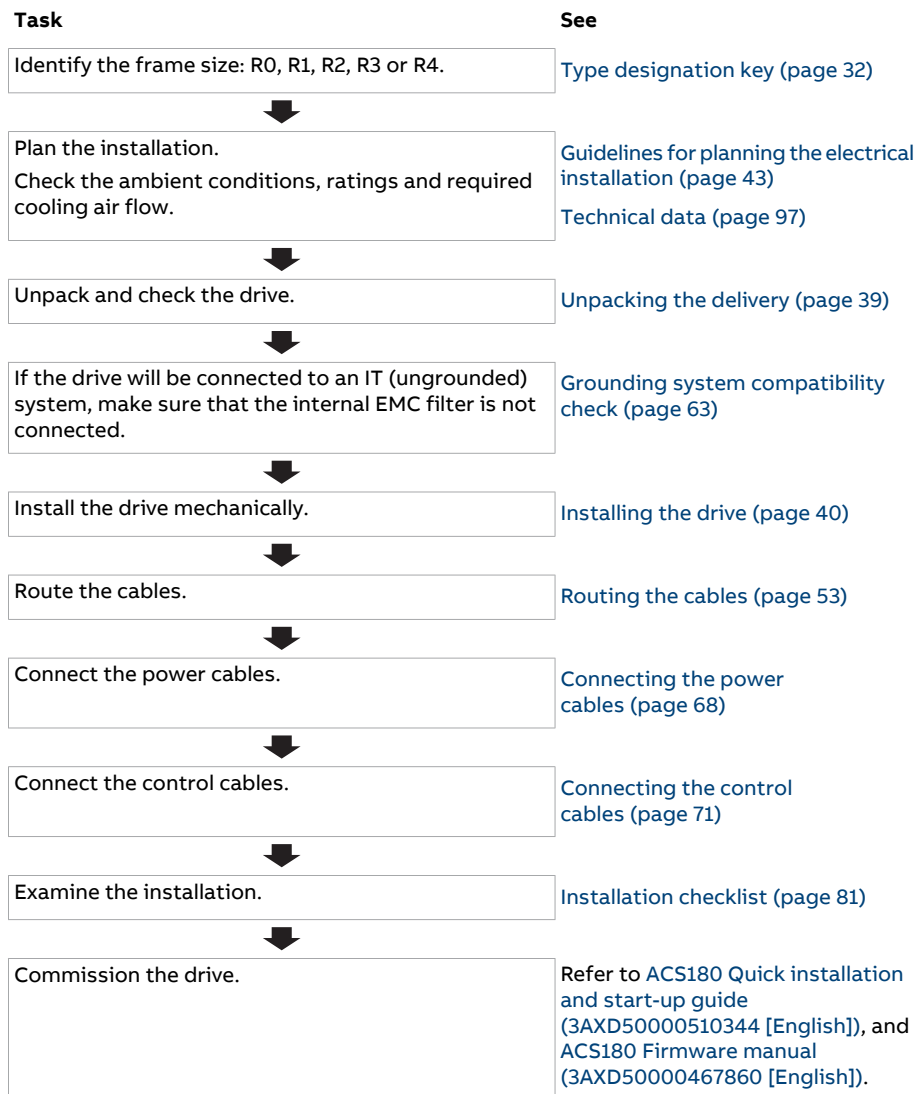 Task
See
Identify the frame size: R0, R1, R2, R3 or R4.
Type designation key (page 32)
Plan the installation.
Check the ambient conditions, ratings and required
cooling air flow.
Guidelines for planning the electrical
installation (page 43)
Technical data (page 97)
Unpack and check the drive.
Unpacking the delivery (page 39)
If the drive will be connected to an IT (ungrounded)
system, make sure that the internal EMC filter is not
connected.
Grounding system compatibility
check (page 63)
Install the drive mechanically.
Installing the drive (page 40)
Route the cables.
Routing the cables (page 53)
Connect the power cables.
Connecting the power
cables (page 68)
Connect the control cables.
Connecting the control
cables (page 71)
Examine the installation.
Installation checklist (page 81)
Commission the drive.
Refer to ACS180 Quick installation
and start-up guide
(3AXD50000510344 [English]), and
ACS180 Firmware manual
(3AXD50000467860 [English]).